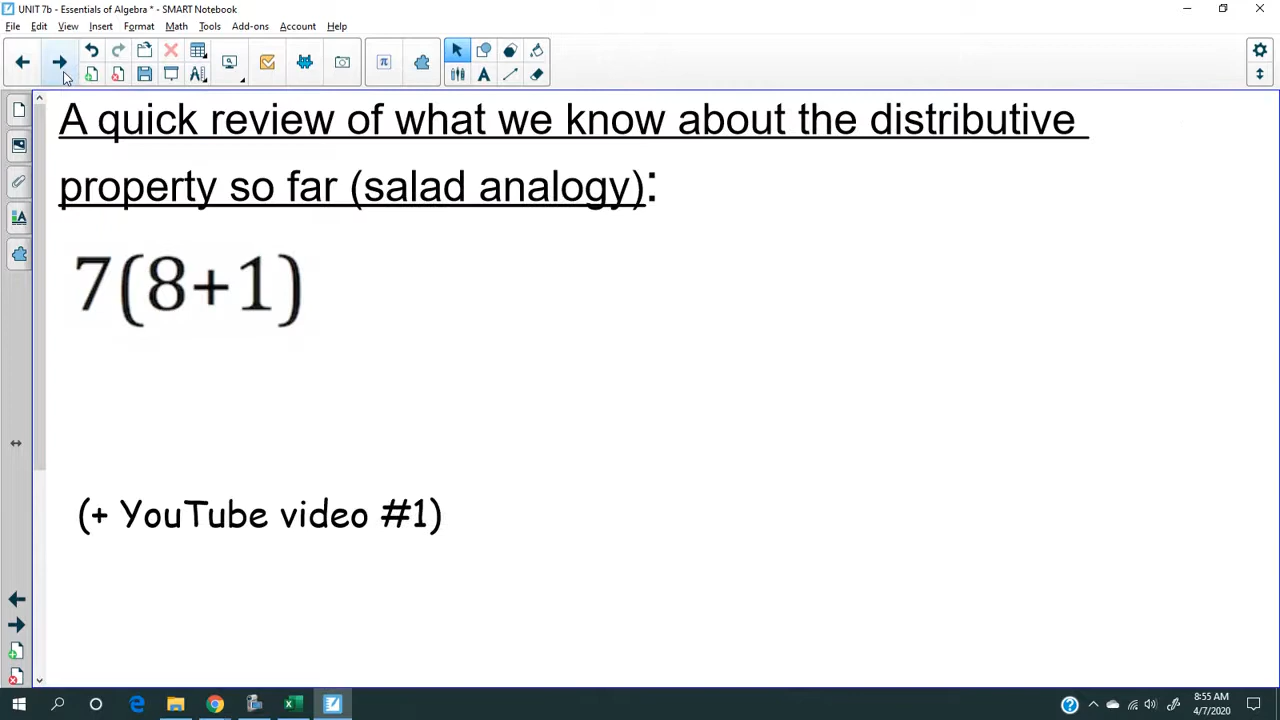 UNIT 7b - Essentials of Algebra * - SMART Notebook
File Edit View Insert Format Math Tools Add-ons Account Help
A quick review of what we know about the distributive
property so far (salad analogy):
7(8+1)
(+ YouTube video #1)
8:55 AM
4/7/2020